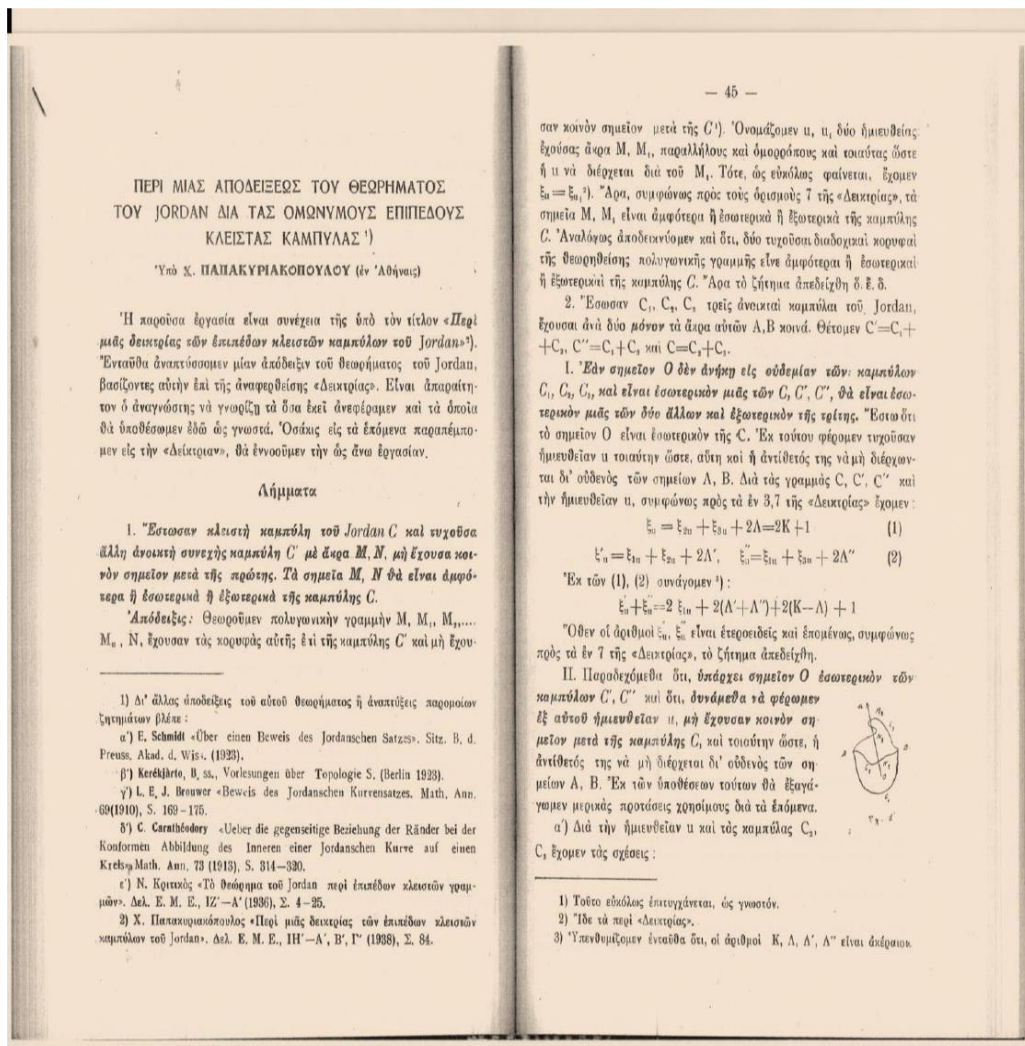 ΠΕΡΙ ΜΙΑΣ ΑΠΟΔΕΙΞΕΩΣ ΤΟΥ ΘΕΩΡΗΜΑΤΟΣ
ΤΟΥ JORDAN ΔΙΑ ΤΑΣ ΟΜΩΝΥΜΟΥΣ ΕΠΙΠΕΔΟΥΣ
ΚΛΕΙΣΤΑΣ ΚΑΜΠΥΛΑΣ ¹)
Ὑπὸ Χ. ΠΑΠΑΚΥΡΙΑΚΟΠΟΥΛΟΥ (ἐν Ἀθήναις)
Ἡ παροῦσα ἐργασία εἶναι συνέχεια τῆς ὑπὸ τὸν τίτλον «Περὶ
μιᾶς δεικτρίας τῶν ἐπιπέδων κλειστῶν καμπύλων τοῦ Jordan»²).
Ἐνταῦθα ἀναπτύσσομεν μίαν ἀπόδειξιν τοῦ θεωρήματος τοῦ Jordan,
βασίζοντες αὐτὴν ἐπὶ τῆς ἀναφερθείσης «Δεικτρίας». Εἶναι ἀπαραίτη-
τον ὁ ἀναγνώστης νὰ γνωρίζῃ τὰ ὅσα ἐκεῖ ἀνεφέραμεν καὶ τὰ ὁποῖα
θὰ ὑποθέσωμεν ἐδῶ ὡς γνωστά. Ὁσάκις εἰς τὰ ἑπόμενα παραπέμπο-
μεν εἰς τὴν «Δείκτριαν», θὰ ἐννοοῦμεν τὴν ὡς ἄνω ἐργασίαν.
Λήμματα
1. Ἔστωσαν κλειστὴ καμπύλη τοῦ Jordan C καὶ τυχοῦσα
ἄλλη ἀνοικτὴ συνεχὴς καμπύλη C′ μὲ ἄκρα M, N, μὴ ἔχουσα κοι-
νὸν σημεῖον μετὰ τῆς πρώτης. Τὰ σημεῖα M, N θὰ εἶναι ἀμφό-
τερα ἢ ἐσωτερικὰ ἢ ἐξωτερικὰ τῆς καμπύλης C.
Ἀπόδειξις: Θεωροῦμεν πολυγωνικὴν γραμμὴν M, M₁, M₂,....
Mₙ, N, ἔχουσαν τὰς κορυφὰς αὐτῆς ἐπὶ τῆς καμπύλης C′ καὶ μὴ ἔχου-
1) Δι' ἄλλας ἀποδείξεις τοῦ αὐτοῦ θεωρήματος ἢ ἀναπτύξεις παρομοίων
ζητημάτων βλέπε :
α′) E. Schmidt «Über einen Beweis des Jordanschen Satzes». Sitz. B. d.
Preuss. Akad. d. Wiss. (1923).
β′) Kerékjárto, B, ss., Vorlesungen über Topologie S. (Berlin 1923).
γ′) L. E. J. Brouwer «Beweis des Jordanschen Kurvensatzes. Math. Ann.
69(1910), S. 169–175.
δ′) C. Carathéodory «Ueber die gegenseitige Beziehung der Ränder bei der
Konformen Abbildung des Inneren einer Jordanschen Kurve auf einen
Kreis» Math. Ann. 73 (1913), S. 314–320.
ε′) Ν. Κριτικὸς «Τὸ θεώρημα τοῦ Jordan περὶ ἐπιπέδων κλειστῶν γραμ-
μῶν». Δελ. Ε. Μ. Ε., ΙΖ′–Α′ (1936), Σ. 4–25.
2) Χ. Παπακυριακόπουλος «Περὶ μιᾶς δεικτρίας τῶν ἐπιπέδων κλειστῶν
καμπύλων τοῦ Jordan». Δελ. Ε. Μ. Ε., ΙΗ′–Α′, Β′, Γ′ (1938), Σ. 84.
— 45 —
σαν κοινὸν σημεῖον μετὰ τῆς C¹). Ὀνομάζομεν u, u₁ δύο ἡμιευθείας
ἐχούσας ἄκρα M, M₁, παραλλήλους καὶ ὁμορρόπους καὶ τοιαύτας ὥστε
ἡ u νὰ διέρχεται διὰ τοῦ M₁. Τότε, ὡς εὐκόλως φαίνεται, ἔχομεν
ξᵤ = ξᵤ₁²). Ἄρα, συμφώνως πρὸς τοὺς ὁρισμοὺς 7 τῆς «Δεικτρίας», τὰ
σημεῖα M, M₁ εἶναι ἀμφότερα ἢ ἐσωτερικὰ ἢ ἐξωτερικὰ τῆς καμπύλης
C. Ἀναλόγως ἀποδεικνύομεν καὶ ὅτι, δύο τυχοῦσαι διαδοχικαὶ κορυφαὶ
τῆς θεωρηθείσης πολυγωνικῆς γραμμῆς εἶνε ἀμφότεραι ἢ ἐσωτερικαὶ
ἢ ἐξωτερικαὶ τῆς καμπύλης C. Ἄρα τὸ ζήτημα ἀπεδείχθη ὅ. ἔ. δ.
2. Ἔσωσαν C₁, C₂, C₃ τρεῖς ἀνοικταὶ καμπύλαι τοῦ Jordan,
ἔχουσαι ἀνὰ δύο μόνον τὰ ἄκρα αὐτῶν A,B κοινά. Θέτομεν C′=C₁+
+C₂, C″=C₁+C₃ καὶ C=C₂+C₃.
I. Ἐὰν σημεῖον O δὲν ἀνήκῃ εἰς οὐδεμίαν τῶν: καμπύλων
C₁, C₂, C₃, καὶ εἶναι ἐσωτερικὸν μιᾶς τῶν C, C′, C″, θὰ εἶναι ἐσω-
τερικὸν μιᾶς τῶν δύο ἄλλων καὶ ἐξωτερικὸν τῆς τρίτης. Ἔστω ὅτι
τὸ σημεῖον O εἶναι ἐσωτερικὸν τῆς C. Ἐκ τούτου φέρομεν τυχοῦσαν
ἡμιευθεῖαν u τοιαύτην ὥστε, αὕτη καὶ ἡ ἀντίθετός της νὰ μὴ διέρχων-
ται δι' οὐδενὸς τῶν σημείων A, B. Διὰ τὰς γραμμὰς C, C′, C″ καὶ
τὴν ἡμιευθεῖαν u, συμφώνως πρὸς τὰ ἐν 3,7 τῆς «Δεικτρίας» ἔχομεν :
ξᵤ = ξ₂ᵤ + ξ₃ᵤ + 2Λ=2Κ+1 (1)
ξ′ᵤ = ξ₁ᵤ + ξ₂ᵤ + 2Λ′, ξ″ᵤ = ξ₁ᵤ + ξ₃ᵤ + 2Λ″ (2)
Ἐκ τῶν (1), (2) συνάγομεν ³) :
ξ′ᵤ+ξ″ᵤ=2 ξ₁ᵤ + 2(Λ′+Λ″)+2(Κ–Λ) + 1
Ὅθεν οἱ ἀριθμοὶ ξ′ᵤ, ξ″ᵤ εἶναι ἑτεροειδεῖς καὶ ἑπομένως, συμφώνως
πρὸς τὰ ἐν 7 τῆς «Δεικτρίας», τὸ ζήτημα ἀπεδείχθη.
II. Παραδεχόμεθα ὅτι, ὑπάρχει σημεῖον O ἐσωτερικὸν τῶν
καμπύλων C′, C″ καὶ ὅτι, δυνάμεθα νὰ φέρωμεν
ἐξ αὐτοῦ ἡμιευθεῖαν u, μὴ ἔχουσαν κοινὸν ση-
μεῖον μετὰ τῆς καμπύλης C, καὶ τοιαύτην ὥστε, ἡ
ἀντίθετός της νὰ μὴ διέρχεται δι' οὐδενὸς τῶν ση-
μείων A, B. Ἐκ τῶν ὑποθέσεων τούτων θὰ ἐξαγά-
γωμεν μερικὰς προτάσεις χρησίμους διὰ τὰ ἑπόμενα.
α′) Διὰ τὴν ἡμιευθεῖαν u καὶ τὰς καμπύλας C₂,
C₃ ἔχομεν τὰς σχέσεις :
1) Τοῦτο εὐκόλως ἐπιτυγχάνεται, ὡς γνωστόν.
2) Ἴδε τὰ περὶ «Δεικτρίας».
3) Ὑπενθυμίζομεν ἐνταῦθα ὅτι, οἱ ἀριθμοὶ Κ, Λ, Λ′, Λ″ εἶναι ἀκέραιοι.